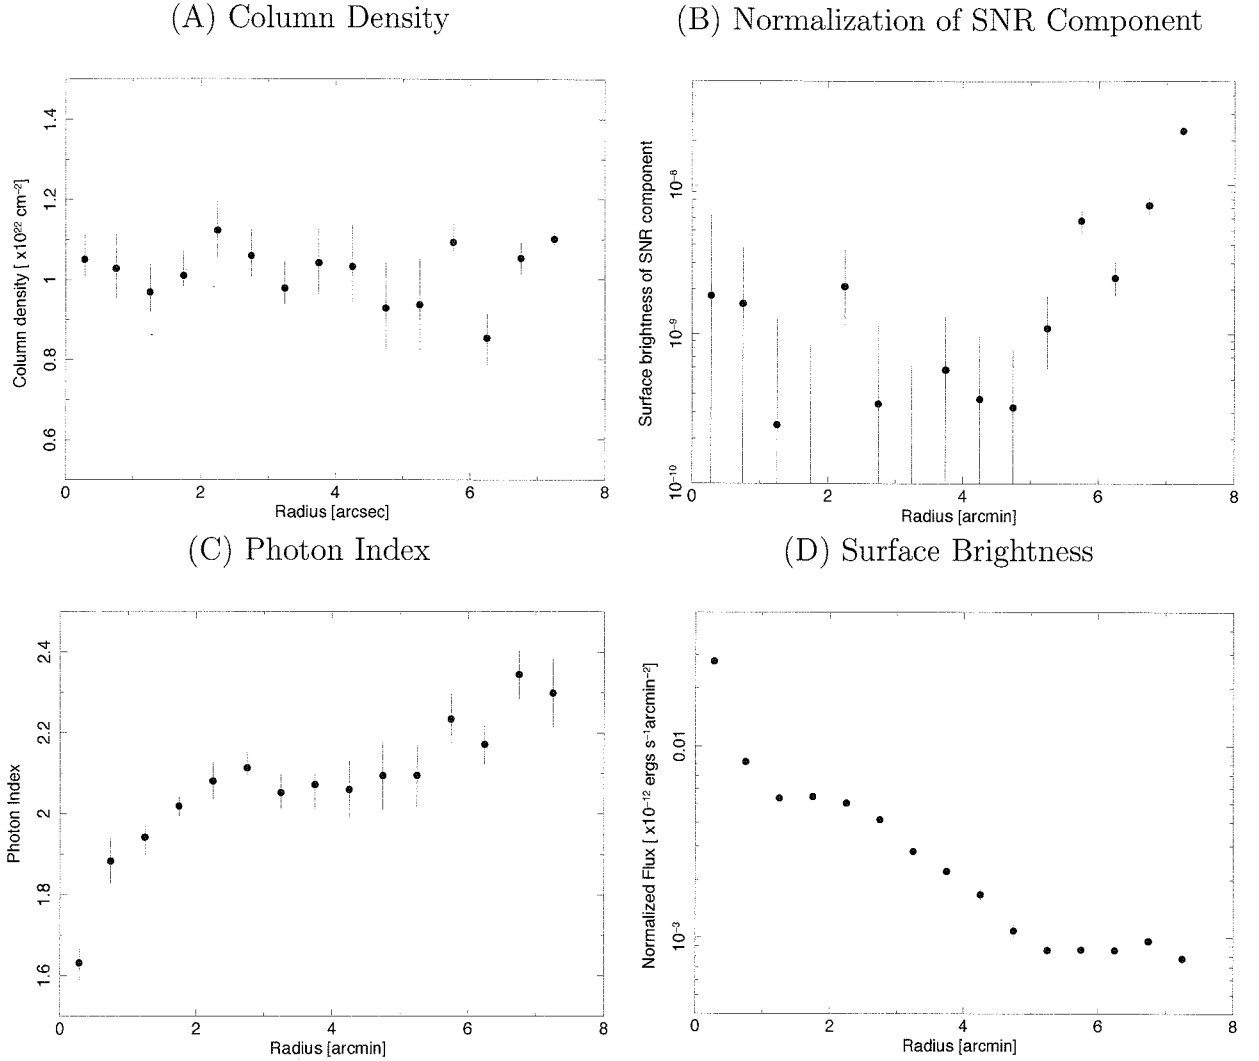 (A) Column Density
Column density [ x10²² cm⁻²]
1.4
1.2
1
0.8
0.6
0 2 4 6 8
Radius [arcsec]
(B) Normalization of SNR Component
Surface brightness of SNR component
10⁻⁸
10⁻⁹
10⁻¹⁰
0 2 4 6 8
Radius [arcmin]
(C) Photon Index
Photon Index
2.4
2.2
2
1.8
1.6
0 2 4 6 8
Radius [arcmin]
(D) Surface Brightness
Normalized Flux [ x10⁻¹² ergs s⁻¹arcmin⁻²]
0.01
10⁻³
0 2 4 6 8
Radius [arcmin]